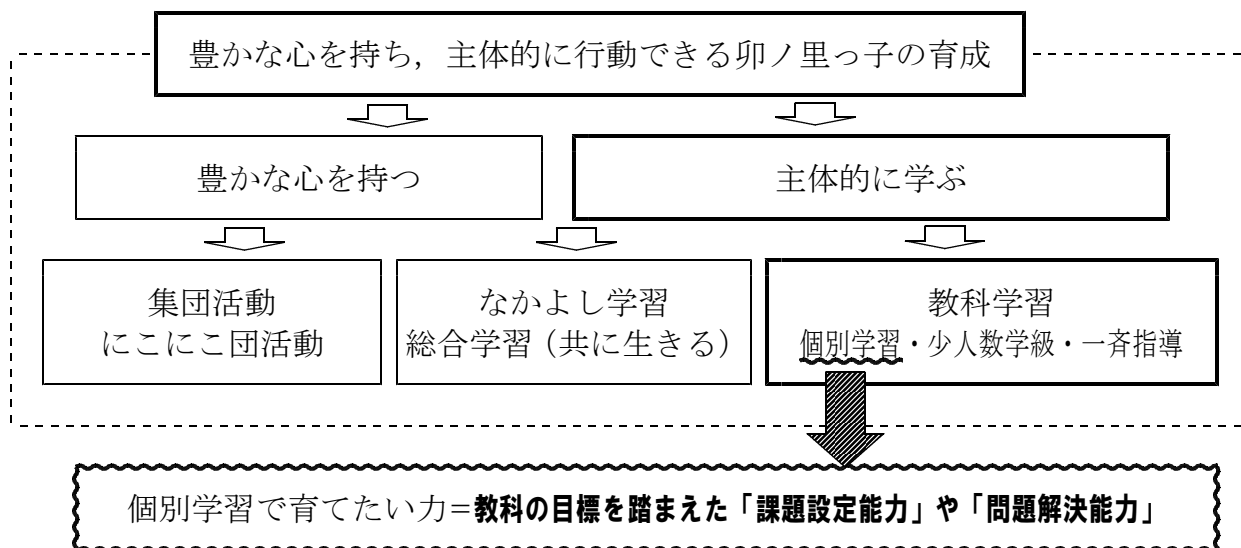 豊かな心を持ち，主体的に行動できる卯ノ里っ子の育成
豊かな心を持つ
主体的に学ぶ
集団活動
にこにこ団活動
なかよし学習
総合学習（共に生きる）
教科学習
個別学習・少人数学級・一斉指導
個別学習で育てたい力=教科の目標を踏まえた「課題設定能力」や「問題解決能力」